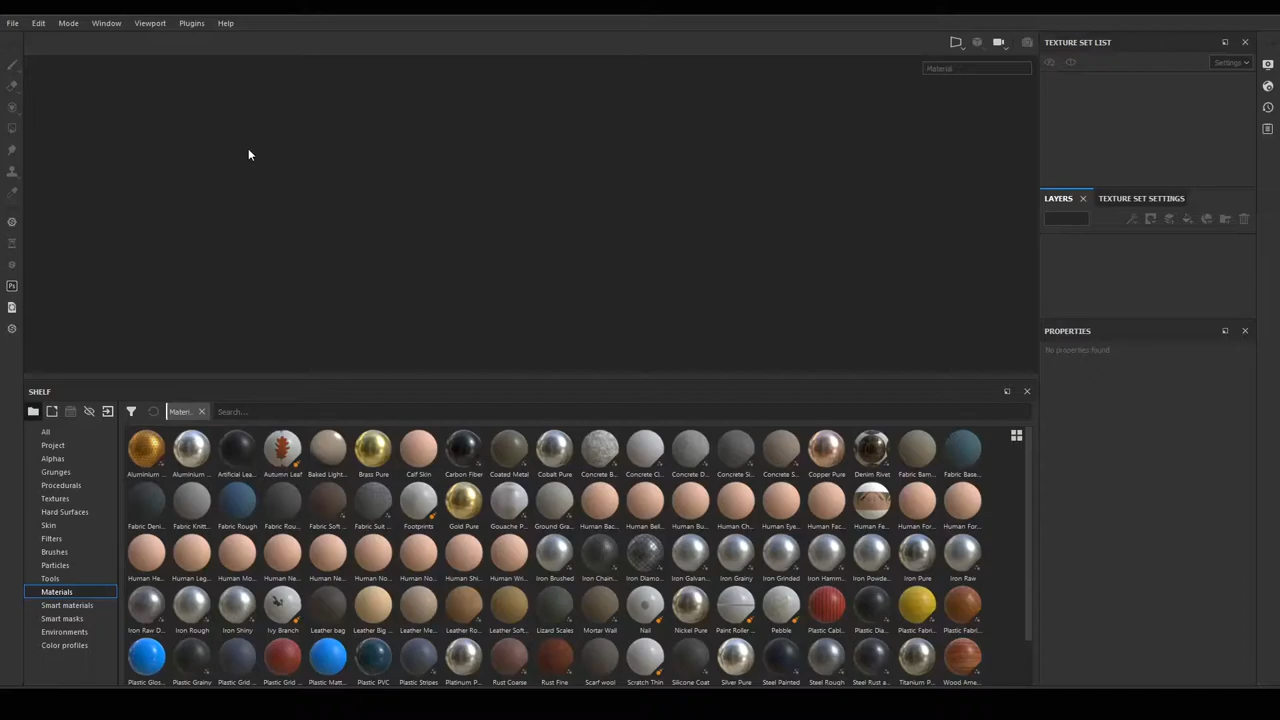 File Edit Mode Window Viewport Plugins Help
TEXTURE SET LIST
Material
Settings
LAYERS TEXTURE SET SETTINGS
PROPERTIES
No properties found
SHELF
Materi... Search...
All
Project
Alphas
Grunges
Procedurals
Textures
Hard Surfaces
Skin
Filters
Brushes
Particles
Tools
Materials
Smart materials
Smart masks
Environments
Color profiles
Aluminium ... Aluminium ... Artificial Lea... Autumn Leaf Baked Light... Brass Pure Calf Skin Carbon Fiber Coated Metal Cobalt Pure Concrete B... Concrete Cl... Concrete D... Concrete Si... Concrete S... Copper Pure Denim Rivet Fabric Bam... Fabric Base...
Fabric Deni... Fabric Knitt... Fabric Rough Fabric Rou... Fabric Soft ... Fabric Suit ... Footprints Gold Pure Gouache P... Ground Gra... Human Bac... Human Bell... Human Bu... Human Ch... Human Eye... Human Fac... Human Fe... Human For... Human For...
Human He... Human Leg... Human Mo... Human Ne... Human Ne... Human No... Human No... Human Shi... Human Wri... Iron Brushed Iron Chain... Iron Diamo... Iron Galvan... Iron Grainy Iron Grinded Iron Hamm... Iron Powde... Iron Pure Iron Raw
Iron Raw D... Iron Rough Iron Shiny Ivy Branch Leather bag Leather Big ... Leather Me... Leather Ro... Leather Soft... Lizard Scales Mortar Wall Nail Nickel Pure Paint Roller ... Pebble Plastic Cabl... Plastic Dia... Plastic Fabri... Plastic Fabri...
Plastic Glos... Plastic Grainy Plastic Grid ... Plastic Grid ... Plastic Matt... Plastic PVC Plastic Stripes Platinum P... Rust Coarse Rust Fine Scarf wool Scratch Thin Silicone Coat Silver Pure Steel Painted Steel Rough Steel Rust a... Titanium P... Wood Ame...
Ps